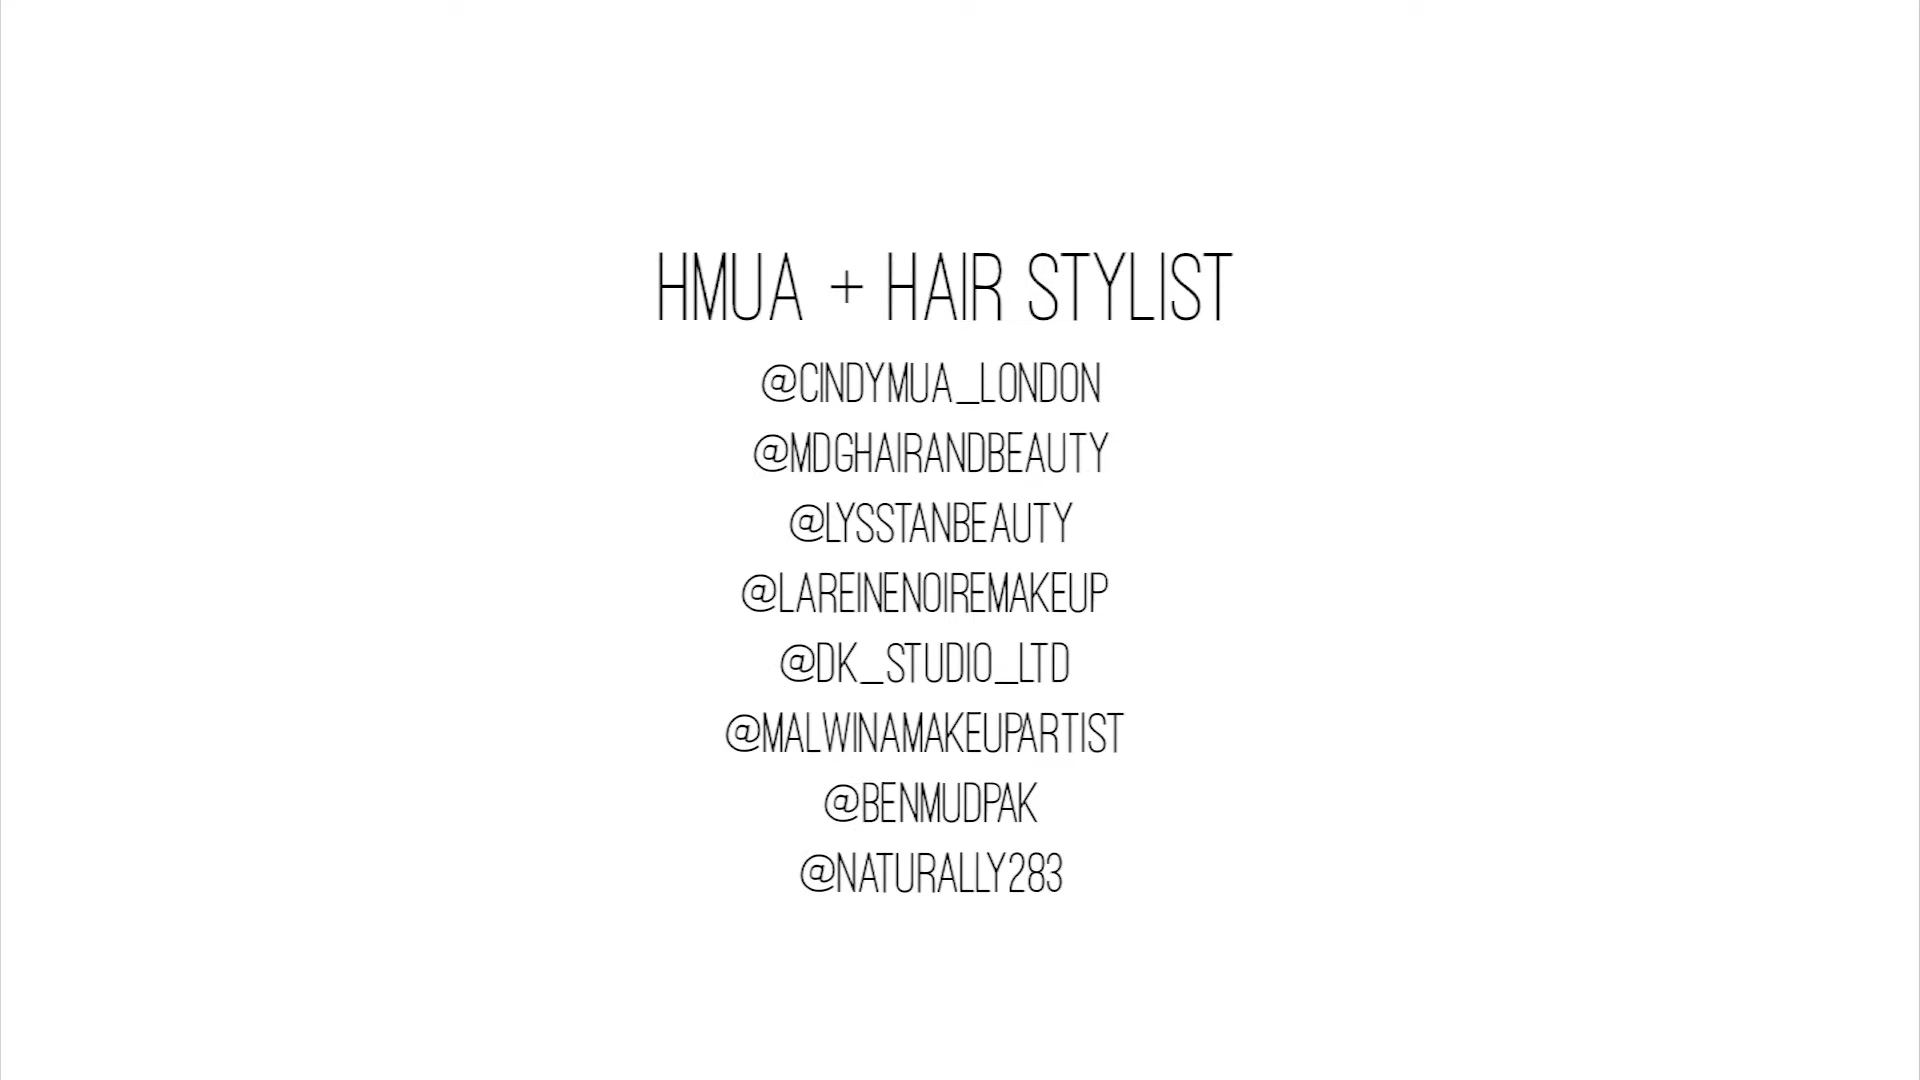 HMUA + HAIR STYLIST
@CINDYMUA_LONDON
@MDGHAIRANDBEAUTY
@LYSSTANBEAUTY
@LAREINENOIREMAKEUP
@DK_STUDIO_LTD
@MALWINAMAKEUPARTIST
@BENMUDPAK
@NATURALLY283